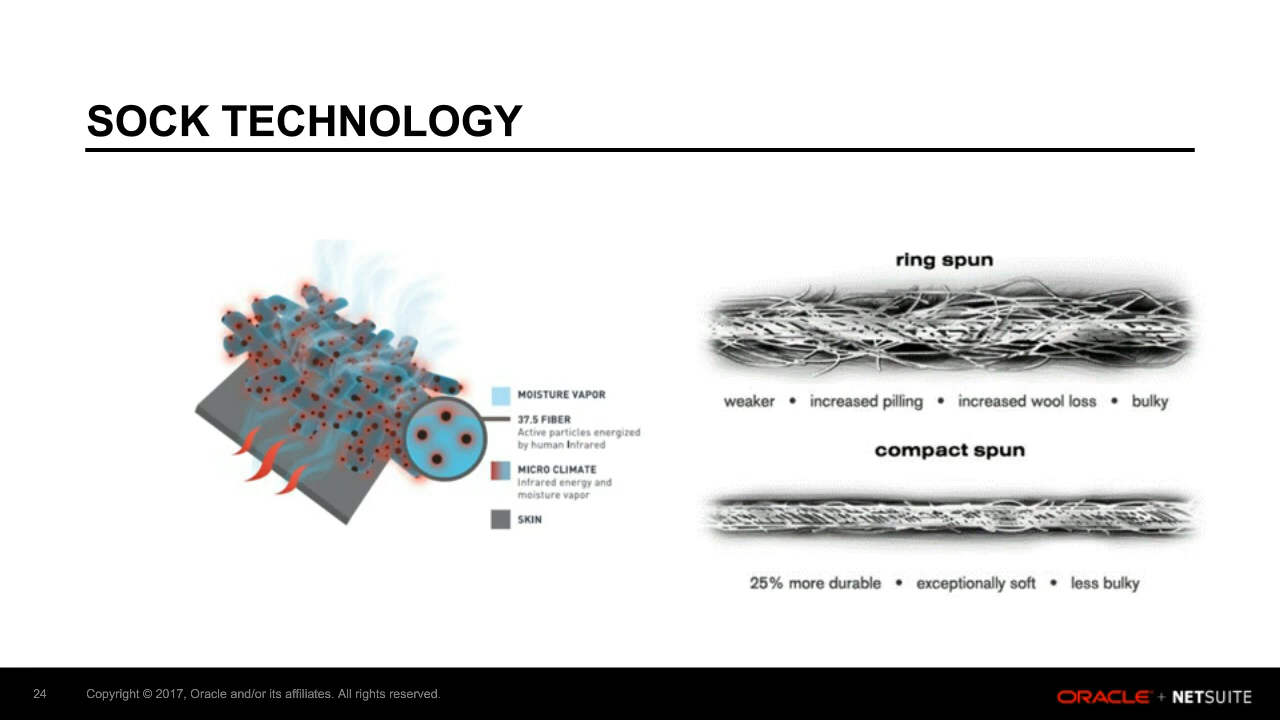 SOCK TECHNOLOGY
MOISTURE VAPOR
37.5 FIBER
Active particles energized
by human Infrared
MICRO CLIMATE
Infrared energy and
moisture vapor
SKIN
ring spun
weaker • increased pilling • increased wool loss • bulky
compact spun
25% more durable • exceptionally soft • less bulky
24 Copyright © 2017, Oracle and/or its affiliates. All rights reserved.
ORACLE + NETSUITE